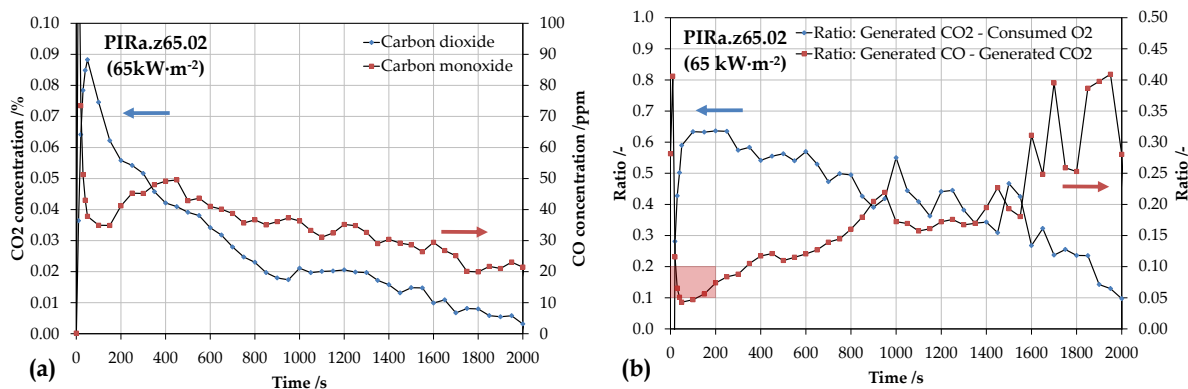 PIRa.z65.02
(65kW·m-2)
Carbon dioxide
Carbon monoxide
CO2 concentration /%
0.10
0.09
0.08
0.07
0.06
0.05
0.04
0.03
0.02
0.01
0.00
100
90
80
70
60
50
40
30
20
10
0
CO concentration /ppm
0 200 400 600 800 1000 1200 1400 1600 1800 2000
(a)
Time /s
PIRa.z65.02
(65 kW·m-2)
Ratio: Generated CO2 - Consumed O2
Ratio: Generated CO - Generated CO2
Ratio /-
1.0
0.9
0.8
0.7
0.6
0.5
0.4
0.3
0.2
0.1
0.0
0.50
0.45
0.40
0.35
0.30
0.25
0.20
0.15
0.10
0.05
0.00
Ratio /-
0 200 400 600 800 1000 1200 1400 1600 1800 2000
(b)
Time /s